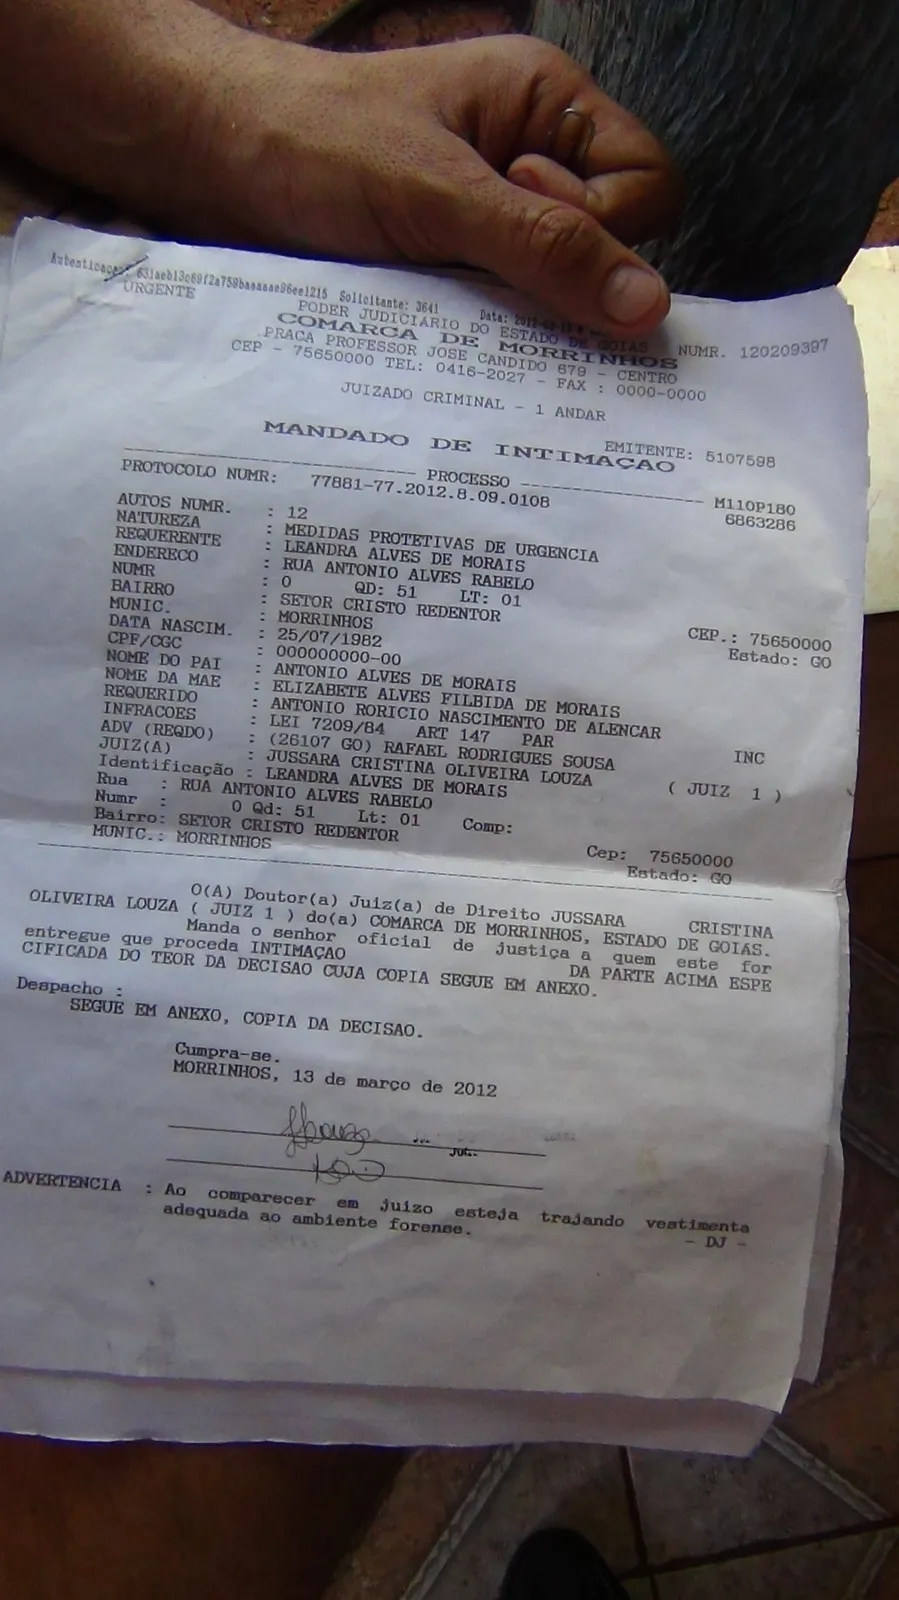 Autenticacao: 631aeb13c69f2a759baaaaae96ee1215 Solicitante: 3641 Data:
URGENTE
PODER JUDICIARIO DO ESTADO DE GOIAS NUMR. 120209397
COMARCA DE MORRINHOS
PRACA PROFESSOR JOSE CANDIDO 679 - CENTRO
CEP - 75650000 TEL: 0416-2027 - FAX : 0000-0000
JUIZADO CRIMINAL - 1 ANDAR
EMITENTE: 5107598
MANDADO DE INTIMAÇAO
---------------------------- PROCESSO -------------------- M110P180
PROTOCOLO NUMR: 77881-77.2012.8.09.0108 6863286
AUTOS NUMR. : 12
NATUREZA : MEDIDAS PROTETIVAS DE URGENCIA
REQUERENTE : LEANDRA ALVES DE MORAIS
ENDERECO : RUA ANTONIO ALVES RABELO
NUMR : 0 QD: 51 LT: 01
BAIRRO : SETOR CRISTO REDENTOR CEP.: 75650000
MUNIC. : MORRINHOS Estado: GO
DATA NASCIM. : 25/07/1982
CPF/CGC : 000000000-00
NOME DO PAI : ANTONIO ALVES DE MORAIS
NOME DA MAE : ELIZABETE ALVES FILBIDA DE MORAIS
REQUERIDO : ANTONIO RORICIO NASCIMENTO DE ALENCAR
INFRACOES : LEI 7209/84 ART 147 PAR INC
ADV (REQDO) : (26107 GO) RAFAEL RODRIGUES SOUSA
JUIZ(A) : JUSSARA CRISTINA OLIVEIRA LOUZA ( JUIZ 1 )
Identificação : LEANDRA ALVES DE MORAIS
Rua : RUA ANTONIO ALVES RABELO
Numr : 0 Qd: 51 Lt: 01 Comp:
Bairro: SETOR CRISTO REDENTOR Cep: 75650000
MUNIC.: MORRINHOS Estado: GO
O(A) Doutor(a) Juiz(a) de Direito JUSSARA CRISTINA
OLIVEIRA LOUZA ( JUIZ 1 ) do(a) COMARCA DE MORRINHOS, ESTADO DE GOIÁS.
Manda o senhor oficial de justiça a quem este for
entregue que proceda INTIMAÇAO DA PARTE ACIMA ESPE
CIFICADA DO TEOR DA DECISAO CUJA COPIA SEGUE EM ANEXO.
Despacho :
SEGUE EM ANEXO, COPIA DA DECISAO.
Cumpra-se.
MORRINHOS, 13 de março de 2012
ADVERTENCIA : Ao comparecer em juizo esteja trajando vestimenta
adequada ao ambiente forense.
- DJ -